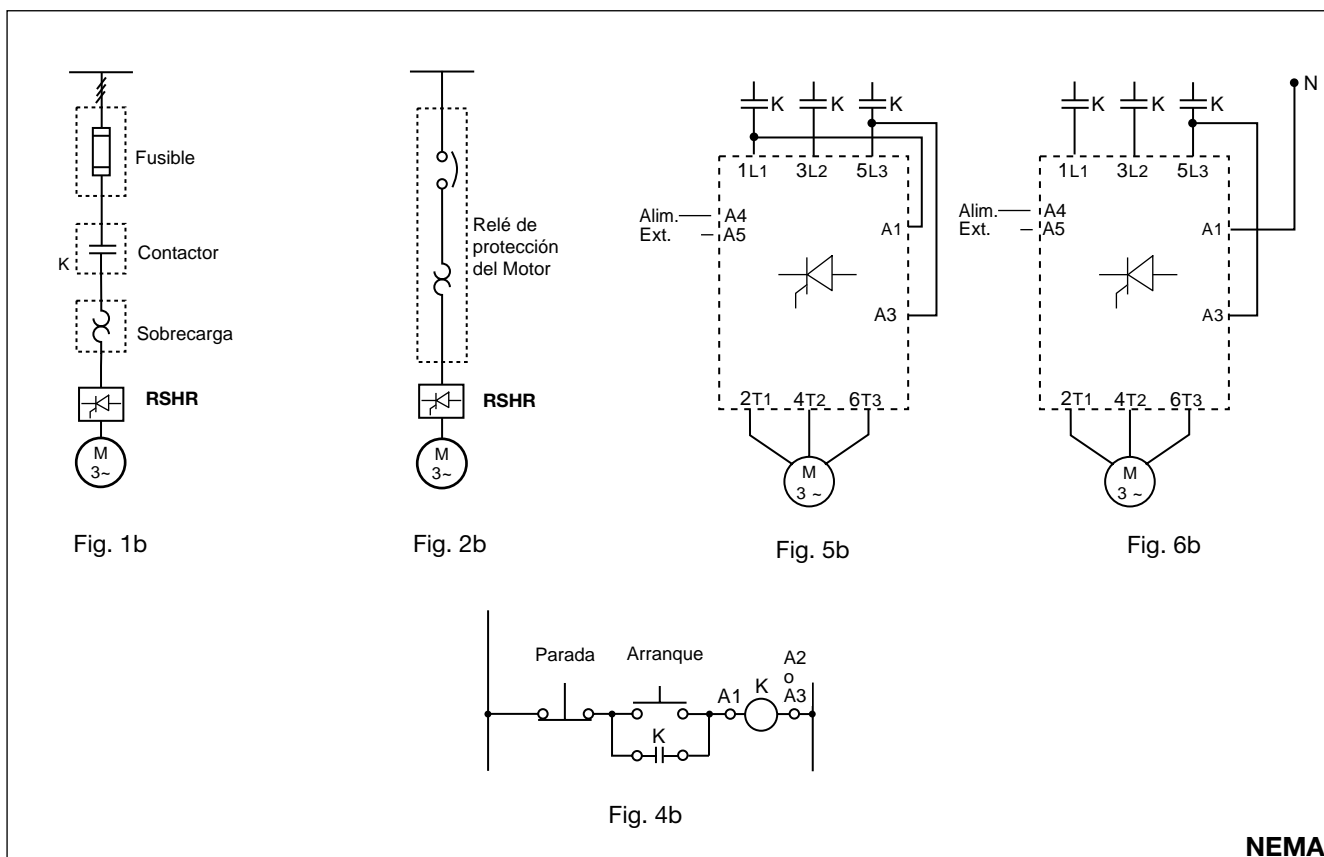 Fusible
K
Contactor
Sobrecarga
RSHR
M
3~
Fig. 1b
Relé de
protección
del Motor
RSHR
M
3~
Fig. 2b
K K K
1L1 3L2 5L3
Alim. A4
Ext. A5
A1
A3
2T1 4T2 6T3
M
3 ~
Fig. 5b
N
K K K
1L1 3L2 5L3
Alim. A4
Ext. A5
A1
A3
2T1 4T2 6T3
M
3 ~
Fig. 6b
Parada Arranque
A1 K
A2
o
A3
K
Fig. 4b
NEMA